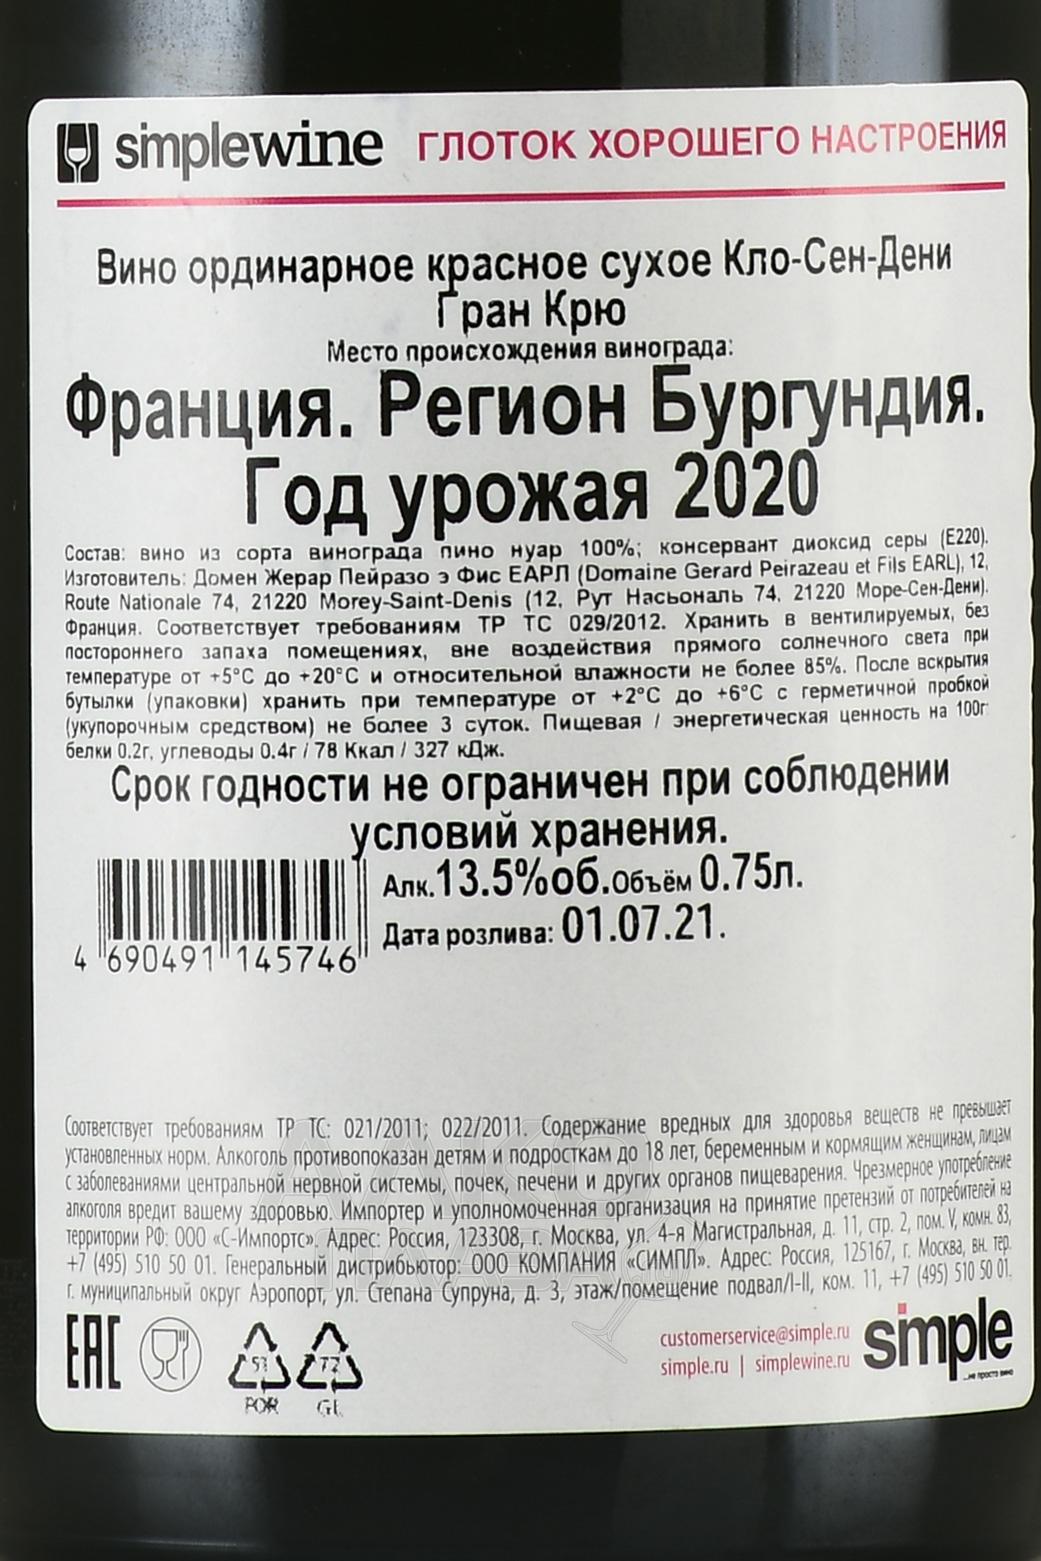 simplewine ГЛОТОК ХОРОШЕГО НАСТРОЕНИЯ
Вино ординарное красное сухое Кло-Сен-Дени
Гран Крю
Место происхождения винограда:
Франция. Регион Бургундия.
Год урожая 2020
Состав: вино из сорта винограда пино нуар 100%; консервант диоксид серы (Е220).
Изготовитель: Домен Жерар Пейразо э Фис ЕАРЛ (Domaine Gerard Peirazeau et Fils EARL), 12,
Route Nationale 74, 21220 Morey-Saint-Denis (12, Рут Насьональ 74, 21220 Море-Сен-Дени).
Франция. Соответствует требованиям ТР ТС 029/2012. Хранить в вентилируемых, без
постороннего запаха помещениях, вне воздействия прямого солнечного света при
температуре от +5°С до +20°С и относительной влажности не более 85%. После вскрытия
бутылки (упаковки) хранить при температуре от +2°С до +6°С с герметичной пробкой
(укупорочным средством) не более 3 суток. Пищевая / энергетическая ценность на 100г:
белки 0.2г, углеводы 0.4г / 78 Ккал / 327 кДж.
Срок годности не ограничен при соблюдении
условий хранения.
Алк.13.5%об.Объём 0.75л.
Дата розлива: 01.07.21.
4 690491 145746
Соответствует требованиям ТР ТС: 021/2011; 022/2011. Содержание вредных для здоровья веществ не превышает
установленных норм. Алкоголь противопоказан детям и подросткам до 18 лет, беременным и кормящим женщинам, лицам
с заболеваниями центральной нервной системы, почек, печени и других органов пищеварения. Чрезмерное употребление
алкоголя вредит вашему здоровью. Импортер и уполномоченная организация на принятие претензий от потребителей на
территории РФ: ООО «С-Импортс». Адрес: Россия, 123308, г. Москва, ул. 4-я Магистральная, д. 11, стр. 2, пом. V, комн. 83,
+7 (495) 510 50 01. Генеральный дистрибьютор: ООО КОМПАНИЯ «СИМПЛ». Адрес: Россия, 125167, г. Москва, вн. тер.
г. муниципальный округ Аэропорт, ул. Степана Супруна, д. 3, этаж/помещение подвал/I-II, ком. 11, +7 (495) 510 50 01.
EAC 51 72 customerservice@simple.ru simple
POR GL simple.ru | simplewine.ru ...не просто вино
АЛКО
ПЛАЗА.ru